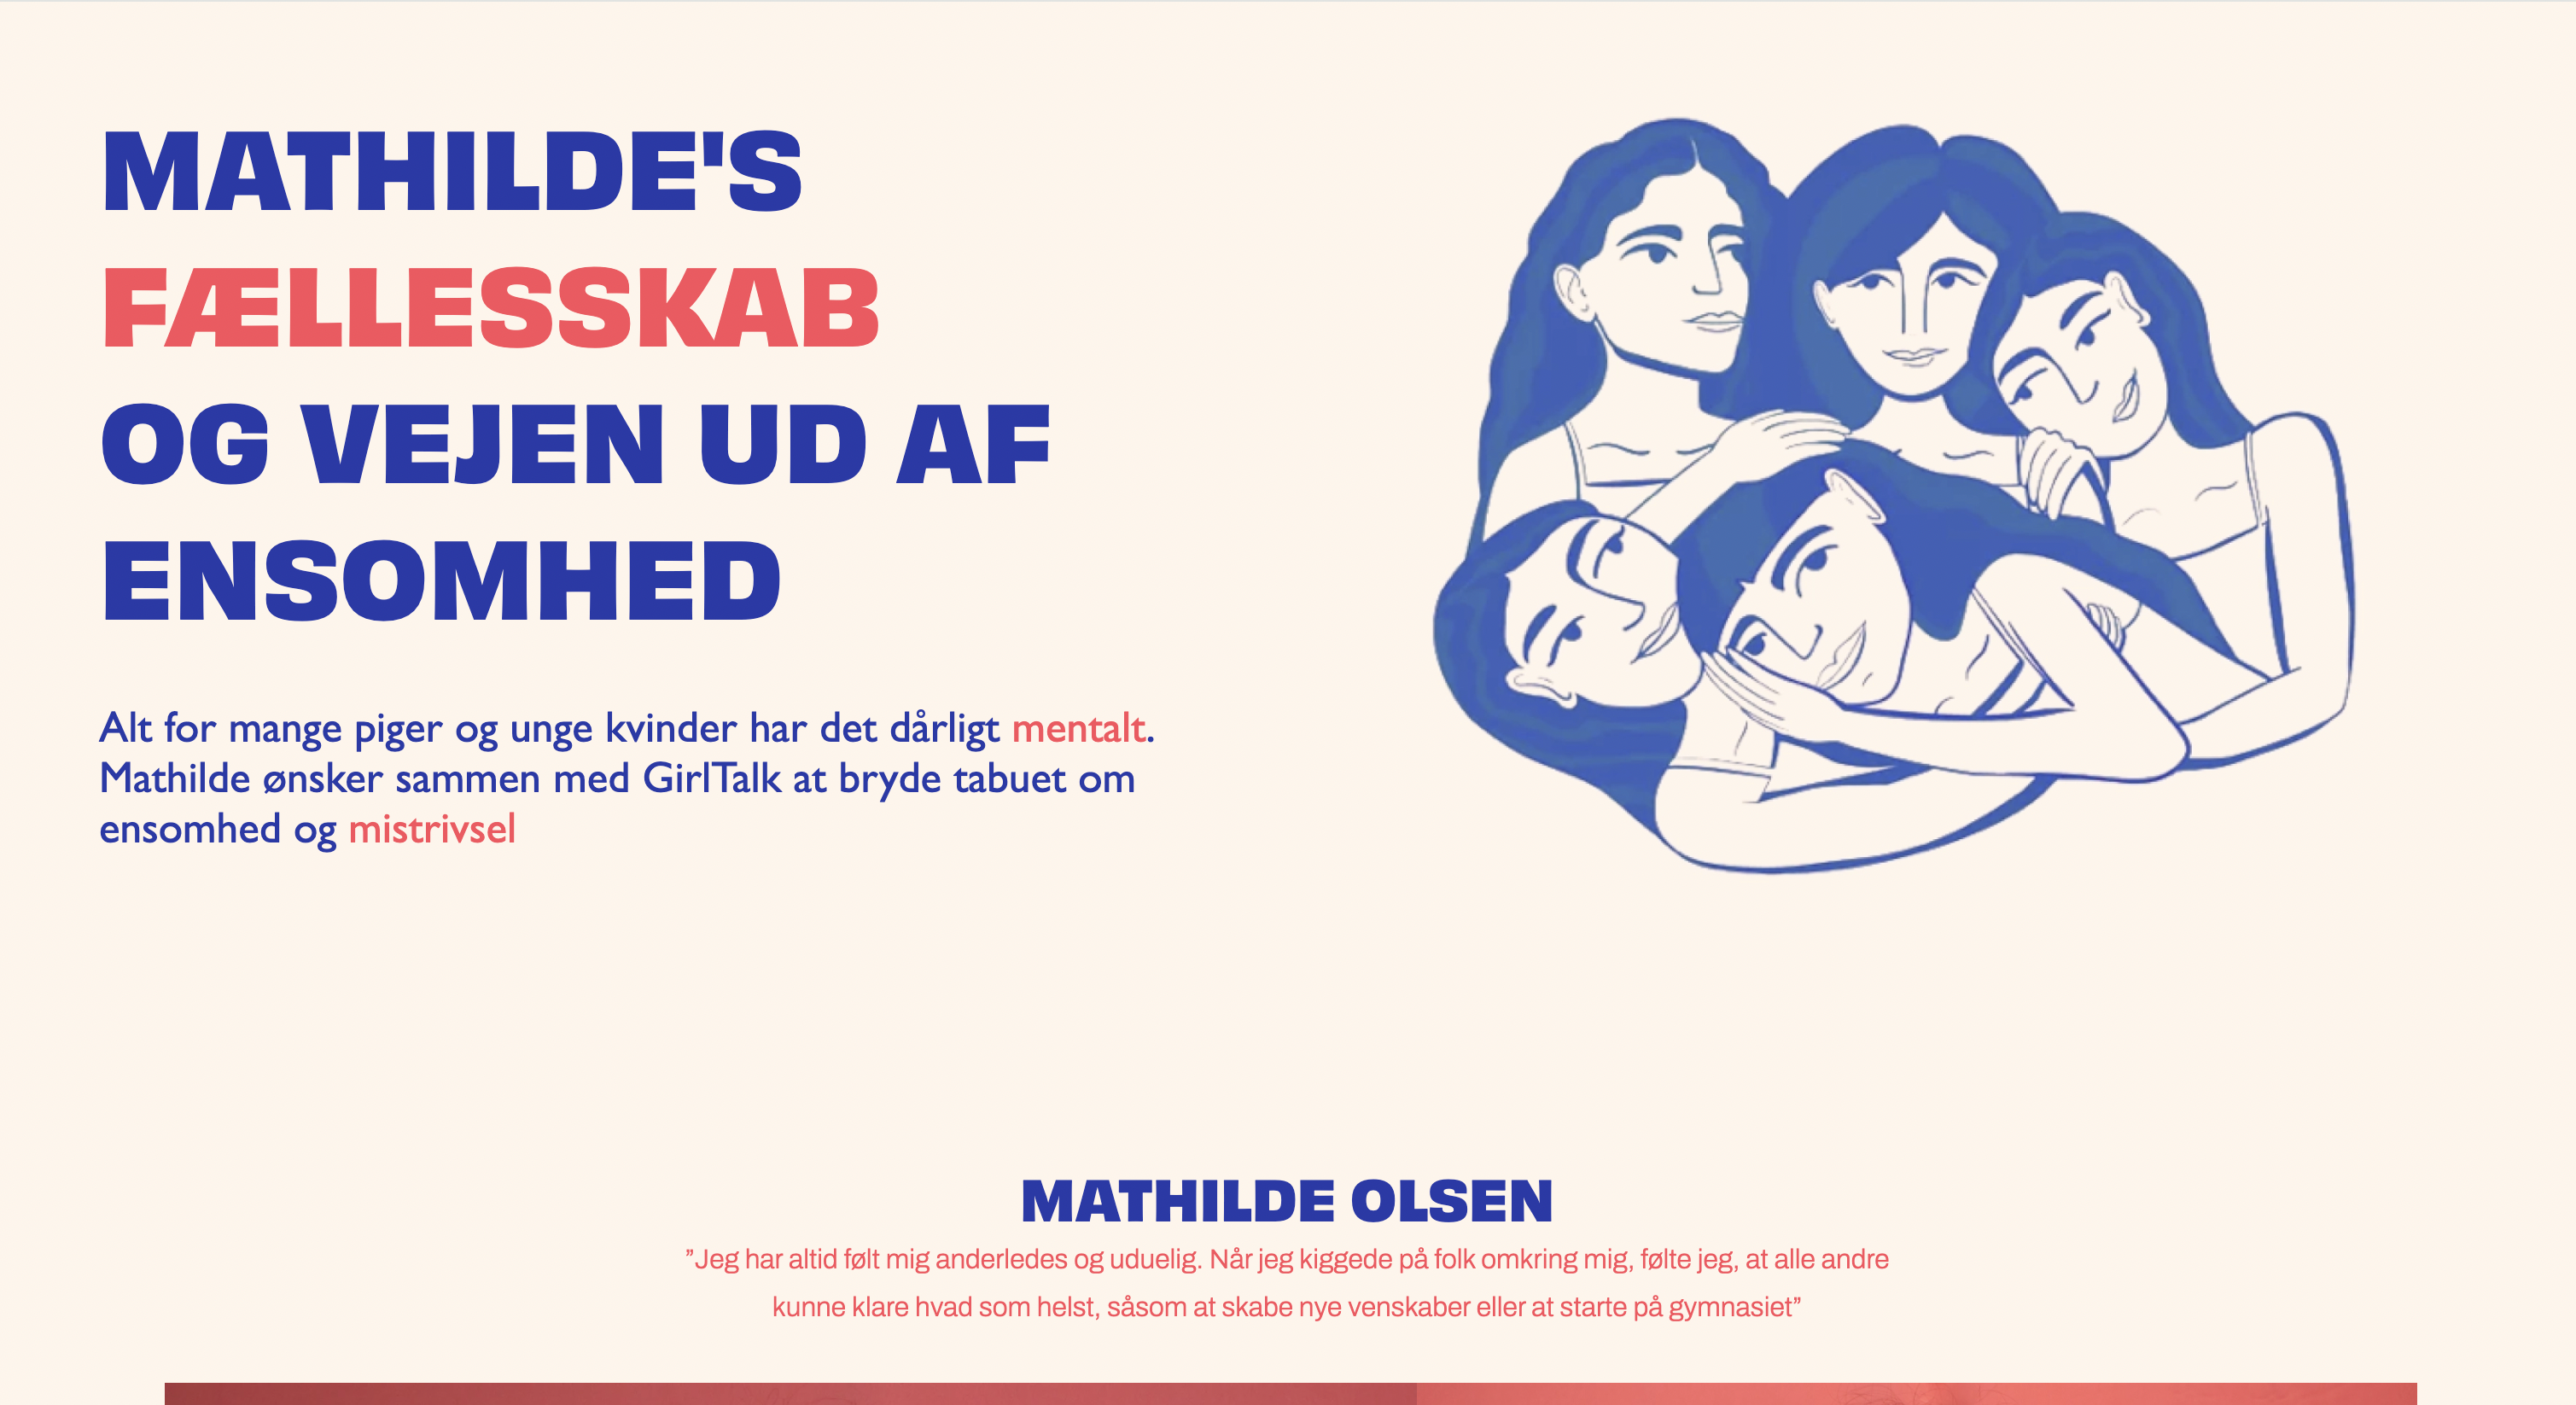 MATHILDE'S
FÆLLESSKAB
OG VEJEN UD AF
ENSOMHED
Alt for mange piger og unge kvinder har det dårligt mentalt.
Mathilde ønsker sammen med GirlTalk at bryde tabuet om
ensomhed og mistrivsel
MATHILDE OLSEN
”Jeg har altid følt mig anderledes og uduelig. Når jeg kiggede på folk omkring mig, følte jeg, at alle andre
kunne klare hvad som helst, såsom at skabe nye venskaber eller at starte på gymnasiet”